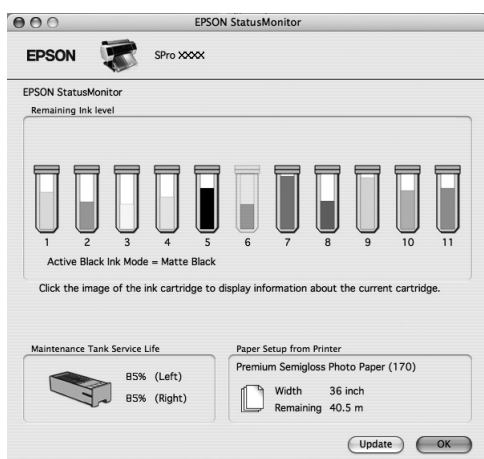 EPSON StatusMonitor
EPSON SPro XXXX
EPSON StatusMonitor
Remaining Ink level
1 2 3 4 5 6 7 8 9 10 11
Active Black Ink Mode = Matte Black
Click the image of the ink cartridge to display information about the current cartridge.
Maintenance Tank Service Life
85% (Left)
85% (Right)
Paper Setup from Printer
Premium Semigloss Photo Paper (170)
Width 36 inch
Remaining 40.5 m
Update OK